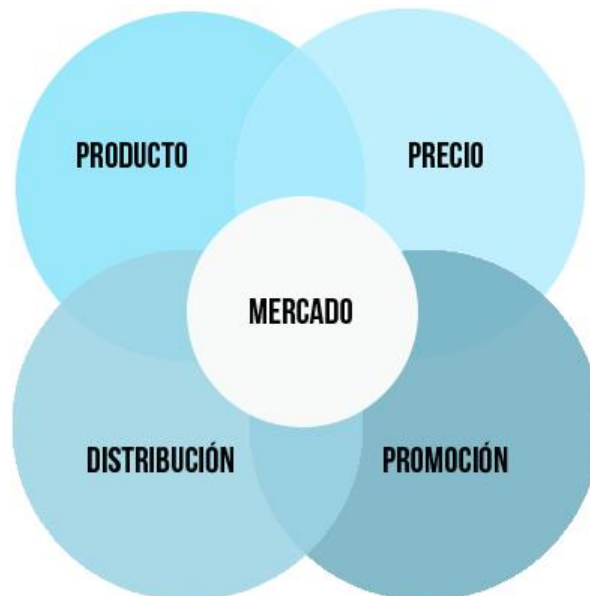 PRODUCTO
PRECIO
MERCADO
DISTRIBUCIÓN
PROMOCIÓN